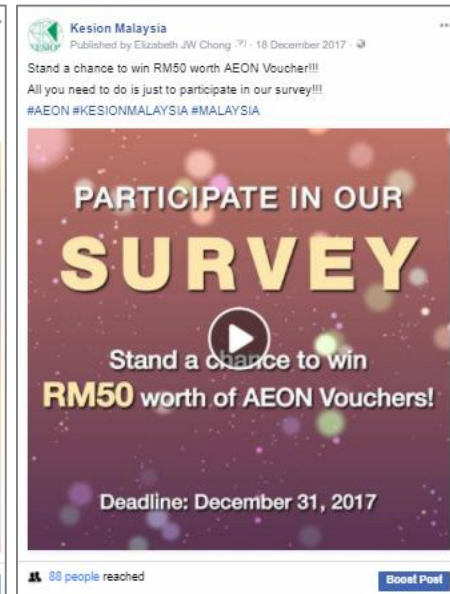 Kesion Malaysia
Published by Elizabeth JW Chong · 18 December 2017 ·
Stand a chance to win RM50 worth AEON Voucher!!!
All you need to do is just to participate in our survey!!!
#AEON #KESIONMALAYSIA #MALAYSIA
PARTICIPATE IN OUR
SURVEY
Stand a chance to win
RM50 worth of AEON Vouchers!
Deadline: December 31, 2017
88 people reached
Boost Post